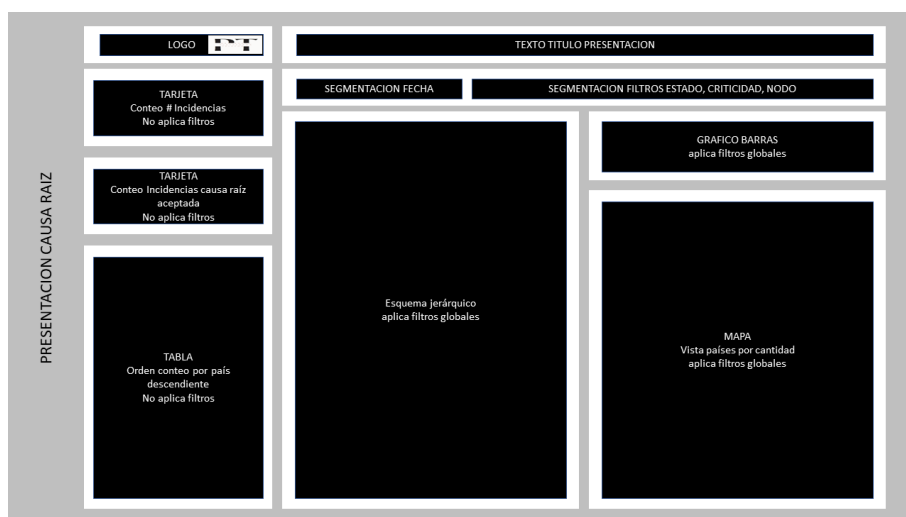 PRESENTACION CAUSA RAIZ
LOGO PT
TEXTO TITULO PRESENTACION
TARJETA
Conteo # Incidencias
No aplica filtros
SEGMENTACION FECHA
SEGMENTACION FILTROS ESTADO, CRITICIDAD, NODO
TARJETA
Conteo Incidencias causa raíz
aceptada
No aplica filtros
TABLA
Orden conteo por país
descendiente
No aplica filtros
Esquema jerárquico
aplica filtros globales
GRAFICO BARRAS
aplica filtros globales
MAPA
Vista países por cantidad
aplica filtros globales